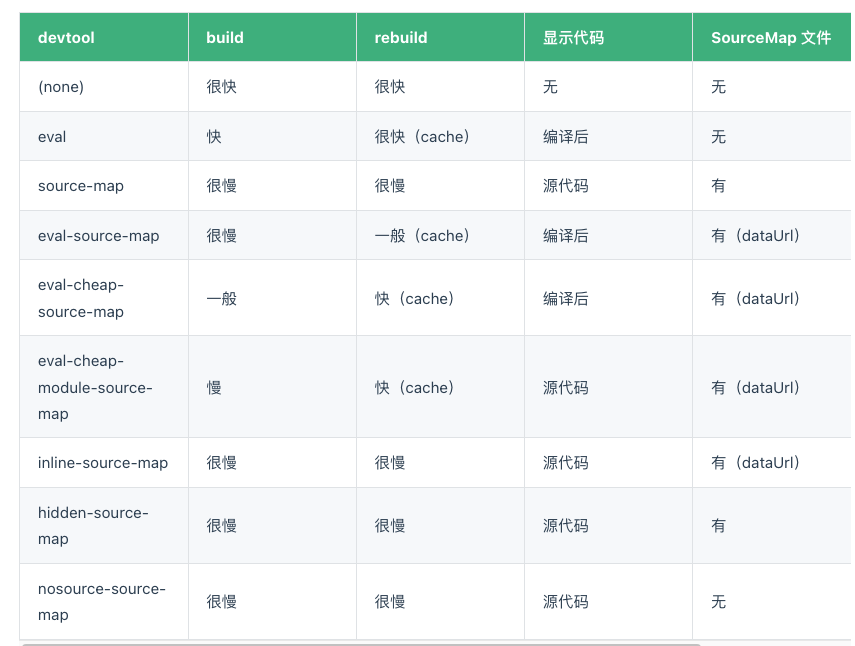 devtool build rebuild 显示代码 SourceMap 文件
(none) 很快 很快 无 无
eval 快 很快（cache） 编译后 无
source-map 很慢 很慢 源代码 有
eval-source-map 很慢 一般（cache） 编译后 有（dataUrl）
eval-cheap-
source-map 一般 快（cache） 编译后 有（dataUrl）
eval-cheap-
module-source-
map 慢 快（cache） 源代码 有（dataUrl）
inline-source-map 很慢 很慢 源代码 有（dataUrl）
hidden-source-
map 很慢 很慢 源代码 有
nosource-source-
map 很慢 很慢 源代码 无